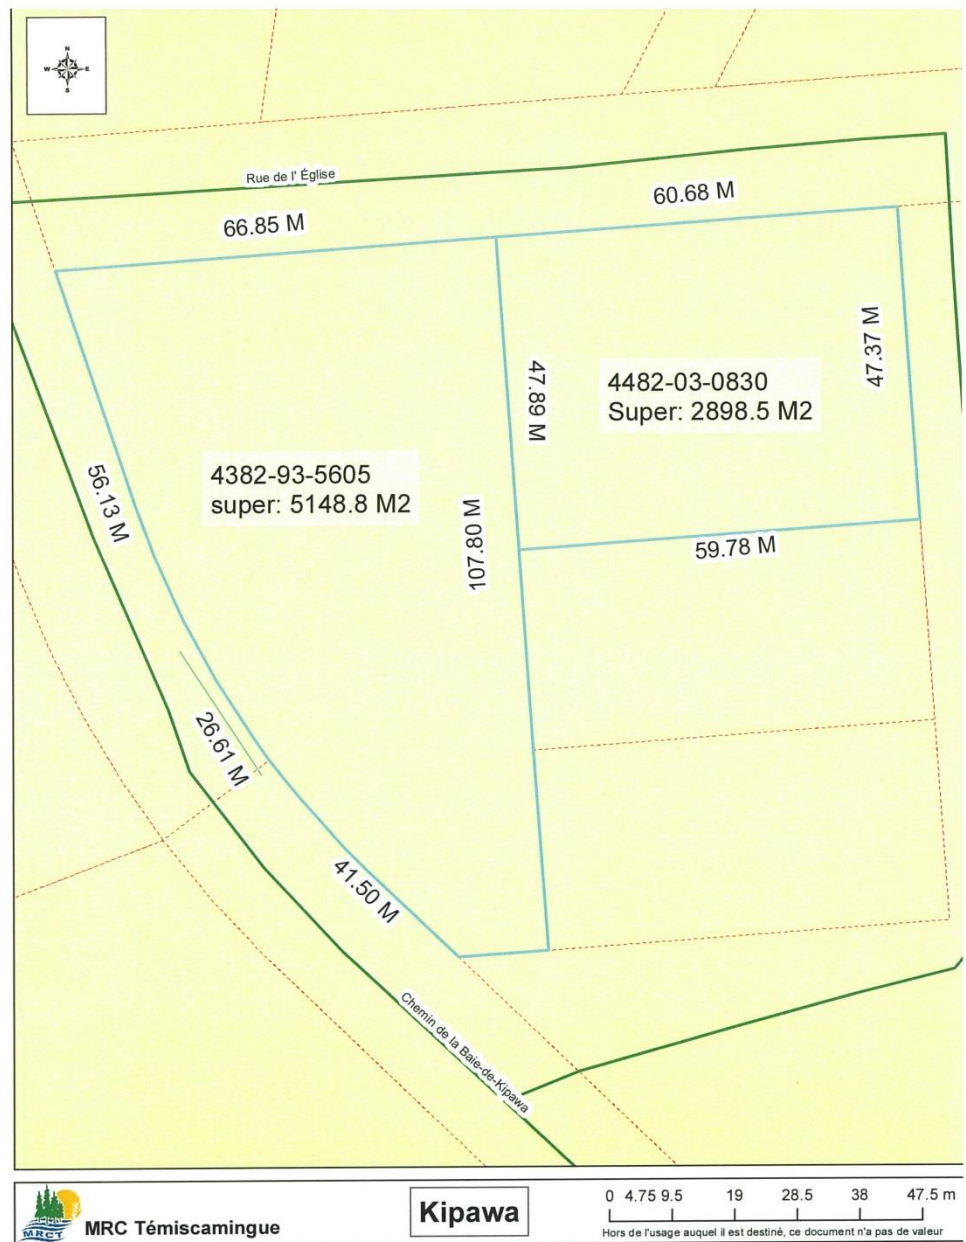 N
W E
S
Rue de l' Église
66.85 M
60.68 M
47.37 M
47.89 M
4482-03-0830
Super: 2898.5 M2
4382-93-5605
super: 5148.8 M2
56.13 M
107.80 M
59.78 M
26.61 M
41.50 M
Chemin de la Baie-de-Kipawa
MRCT
MRC Témiscamingue
Kipawa
0 4.75 9.5 19 28.5 38 47.5 m
Hors de l'usage auquel il est destiné, ce document n'a pas de valeur